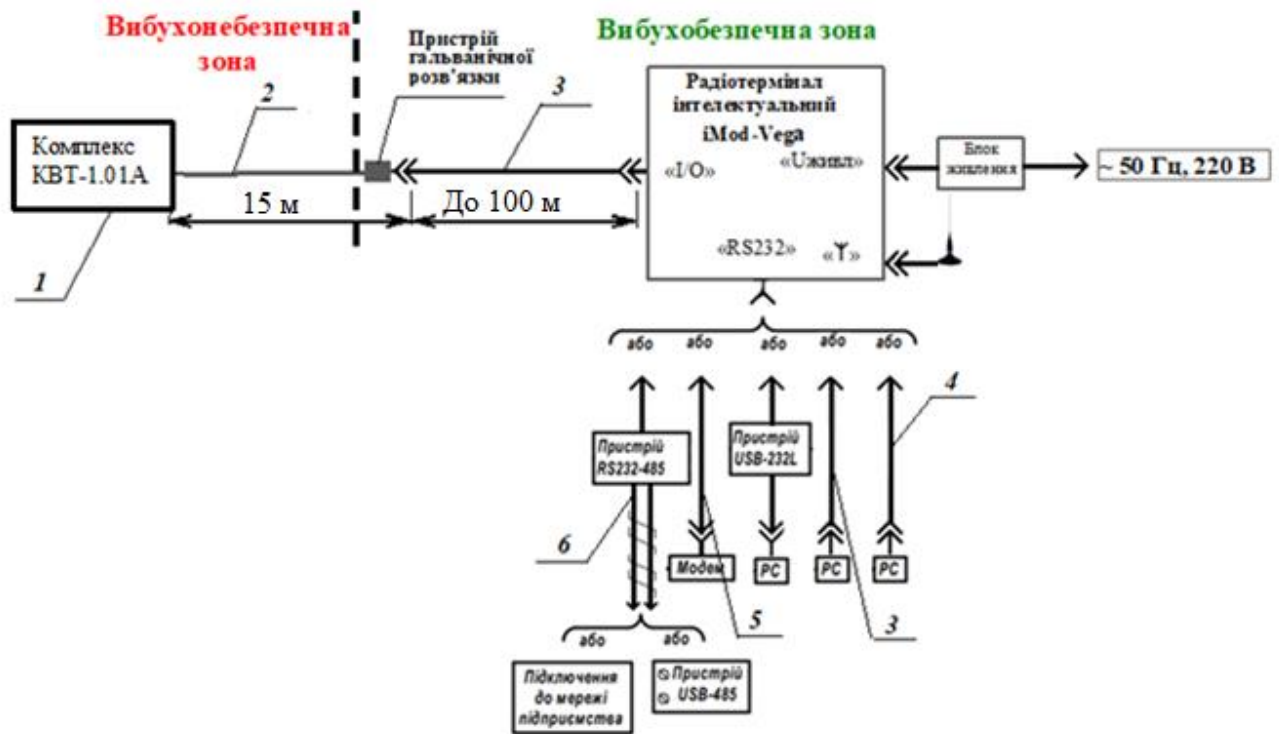 Вибухонебезпечна
зона
Пристрій
гальванічної
розв'язки
Вибухобезпечна зона
2
3
Комплекс
КВТ-1.01А
15 м
До 100 м
1
Радіотермінал
інтелектуальний
iMod -Vega
«I/O»
«Uживл»
«RS232»
«Y»
Блок
живлення
~ 50 Гц, 220 В
або або або або або
4
Пристрій
RS232-485
Пристрій
USB-232L
6
Модем
PC
PC
PC
5
3
або або
Підключення
до мережі
підприємства
Пристрій
USB-485